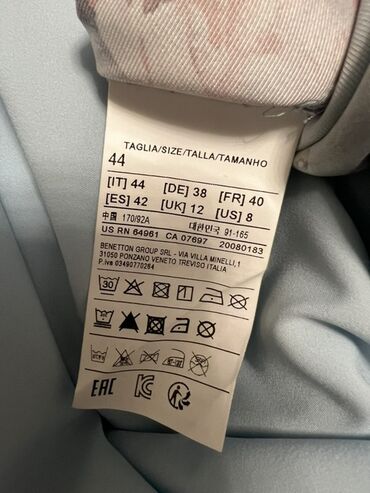 TAGLIA/SIZE/TALLA/TAMANHO
44
[IT] 44 [DE] 38 [FR] 40
[ES] 42 [UK] 12 [US] 8
中国 170/92A 대한민국 91-165
US RN 64961 CA 07697 20080183
BENETTON GROUP SRL - VIA VILLA MINELLI,1
31050 PONZANO VENETO TREVISO ITALIA
P.iva 03490770264
30
EAC